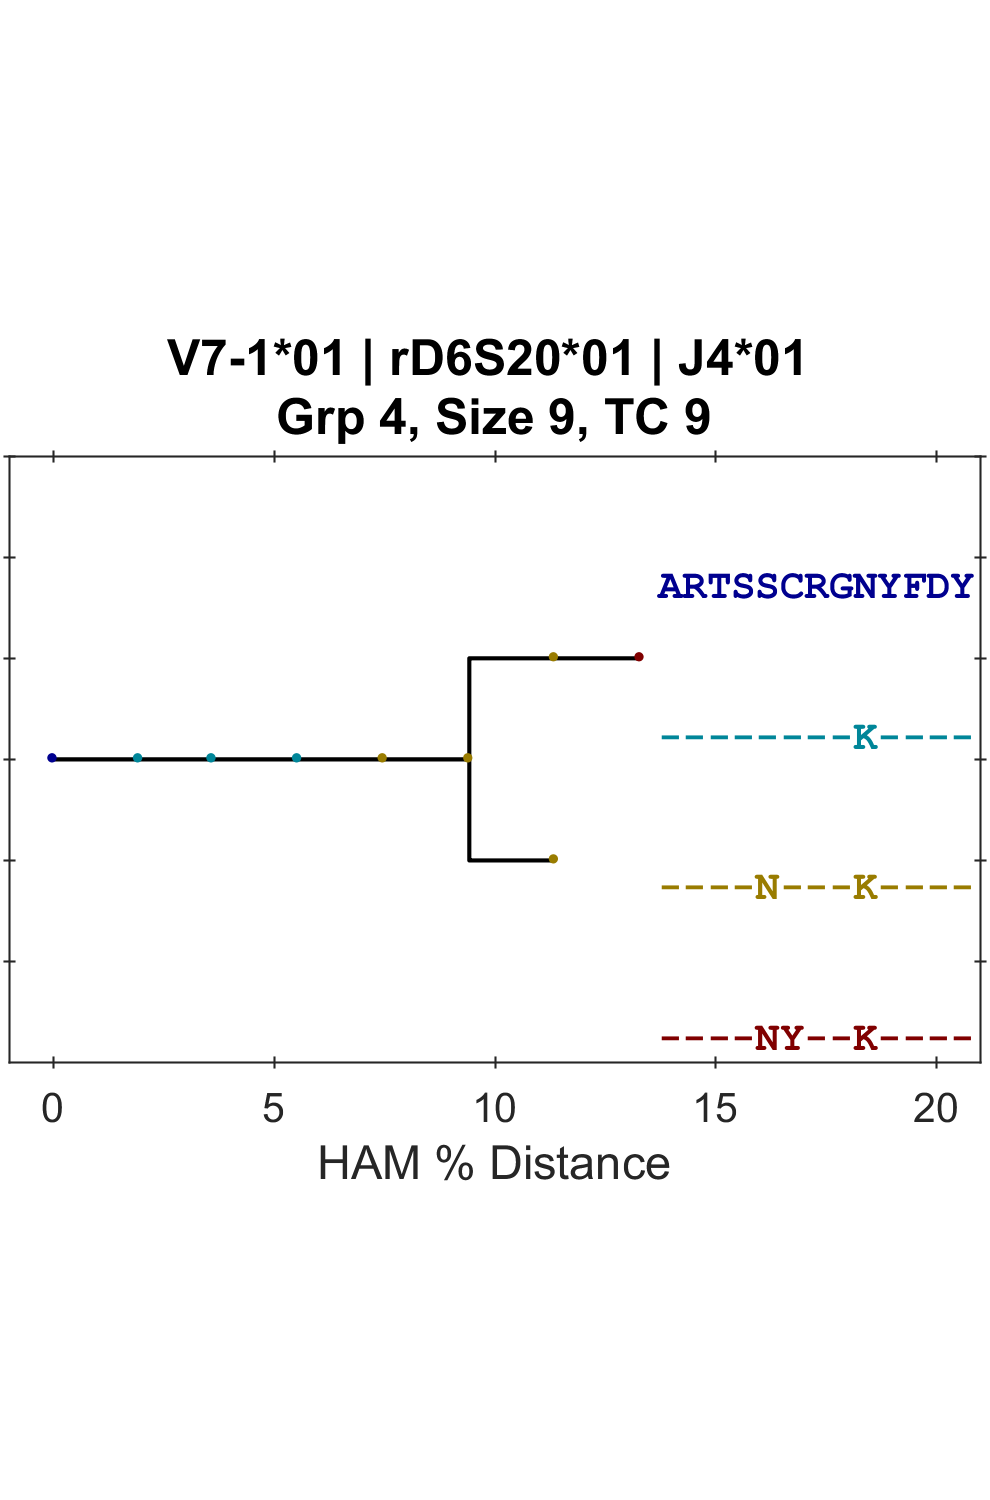 V7-1*01 | rD6S20*01 | J4*01
Grp 4, Size 9, TC 9
ARTSSCRGNYFDY
--------K----
----N---K----
----NY--K----
0 5 10 15 20
HAM % Distance